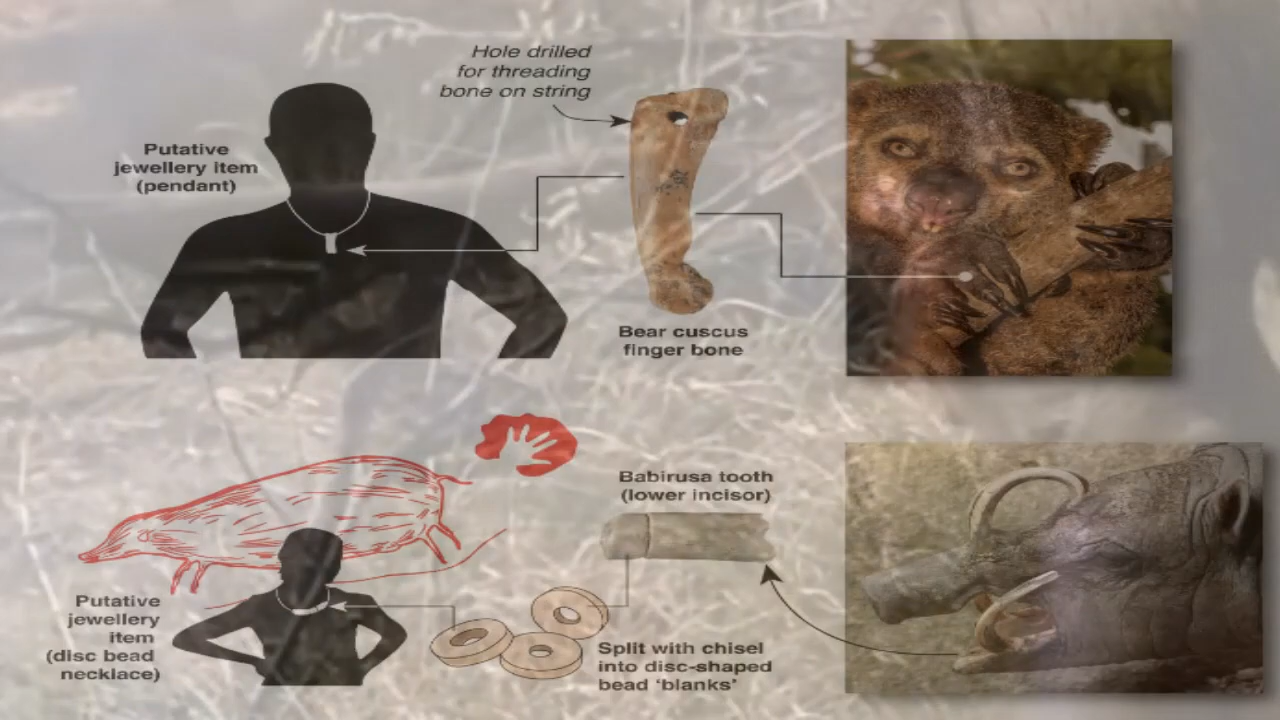 Hole drilled
for threading
bone on string
Putative
jewellery item
(pendant)
Bear cuscus
finger bone
Babirusa tooth
(lower incisor)
Putative
jewellery
item
(disc bead
necklace)
Split with chisel
into disc-shaped
bead ‘blanks’